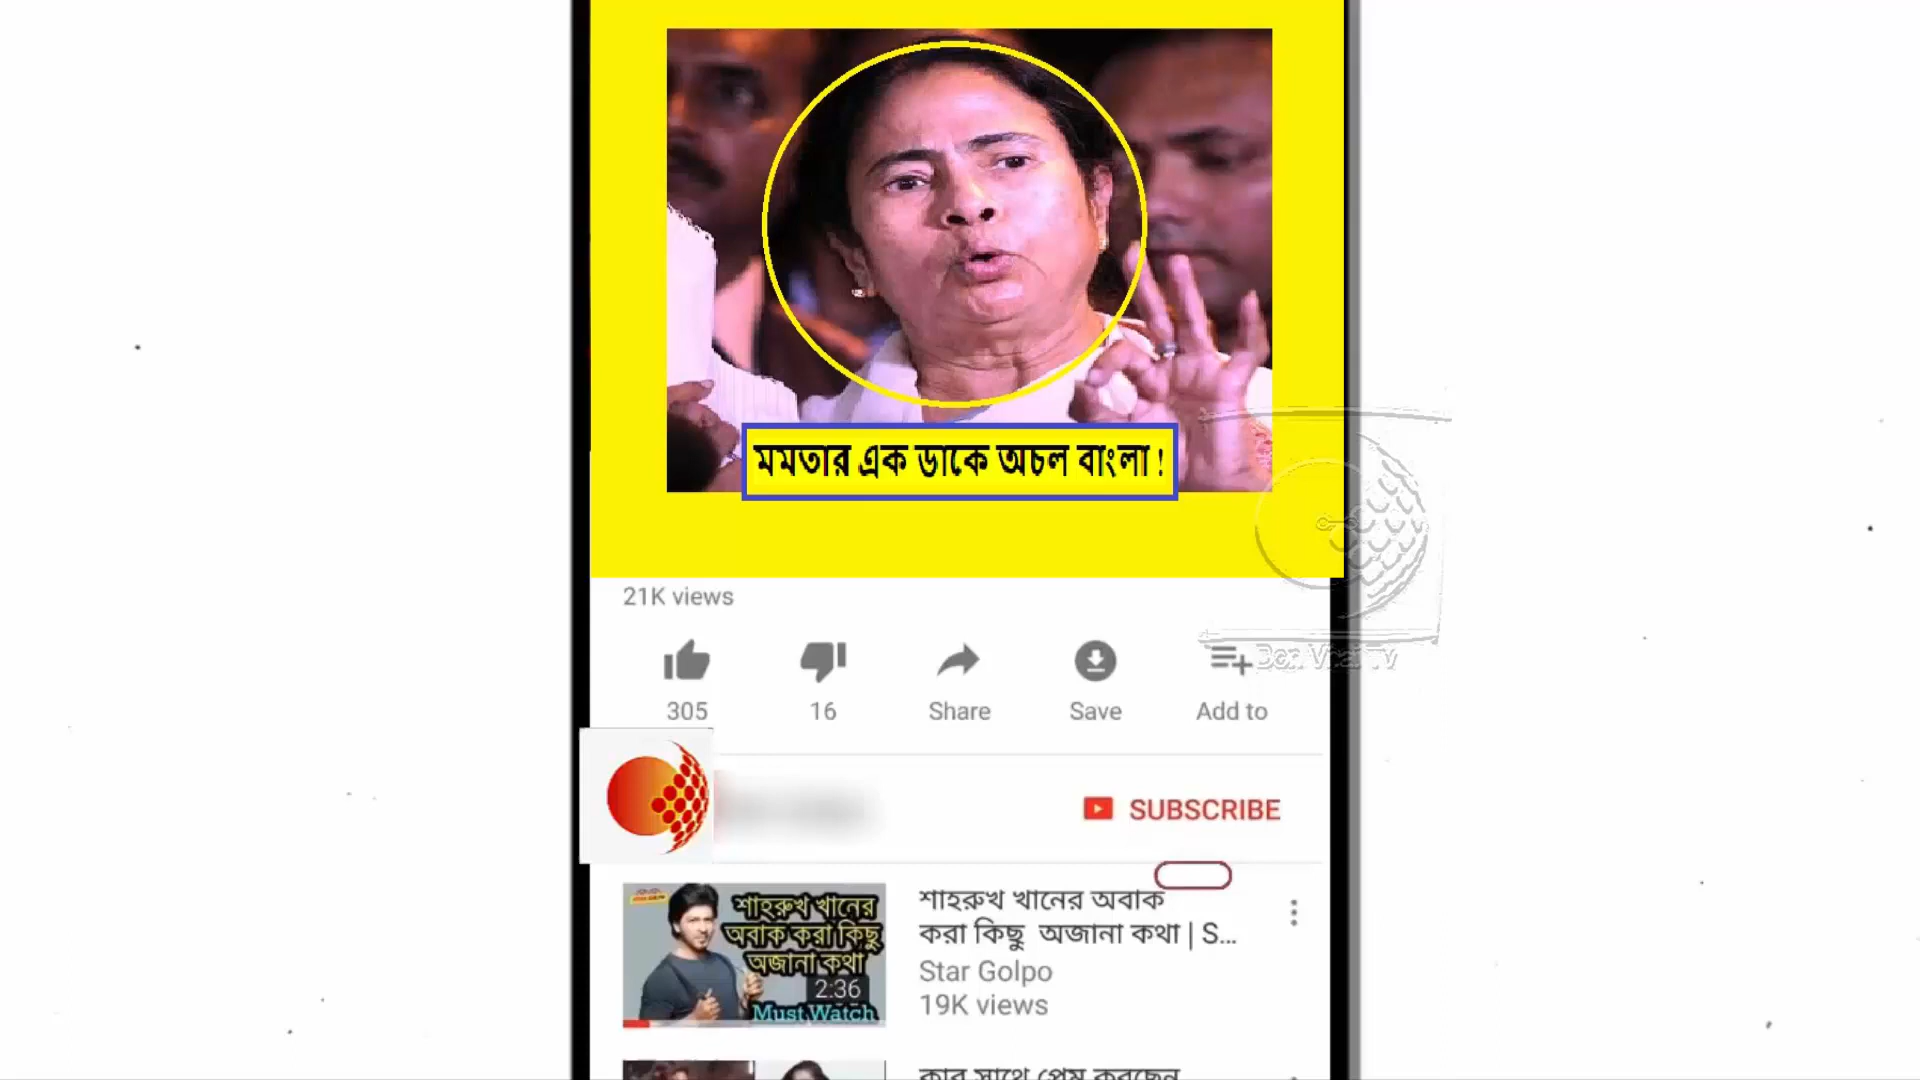 মমতার এক ডাকে অচল বাংলা !
21K views
305
16
Share
Save
Add to
SUBSCRIBE
শাহরুখ খানের
অবাক করা কিছু
অজানা কথা
2:36
Must Watch
শাহরুখ খানের অবাক
করা কিছু অজানা কথা | S...
Star Golpo
19K views
কার সাথে প্রেম করছেন